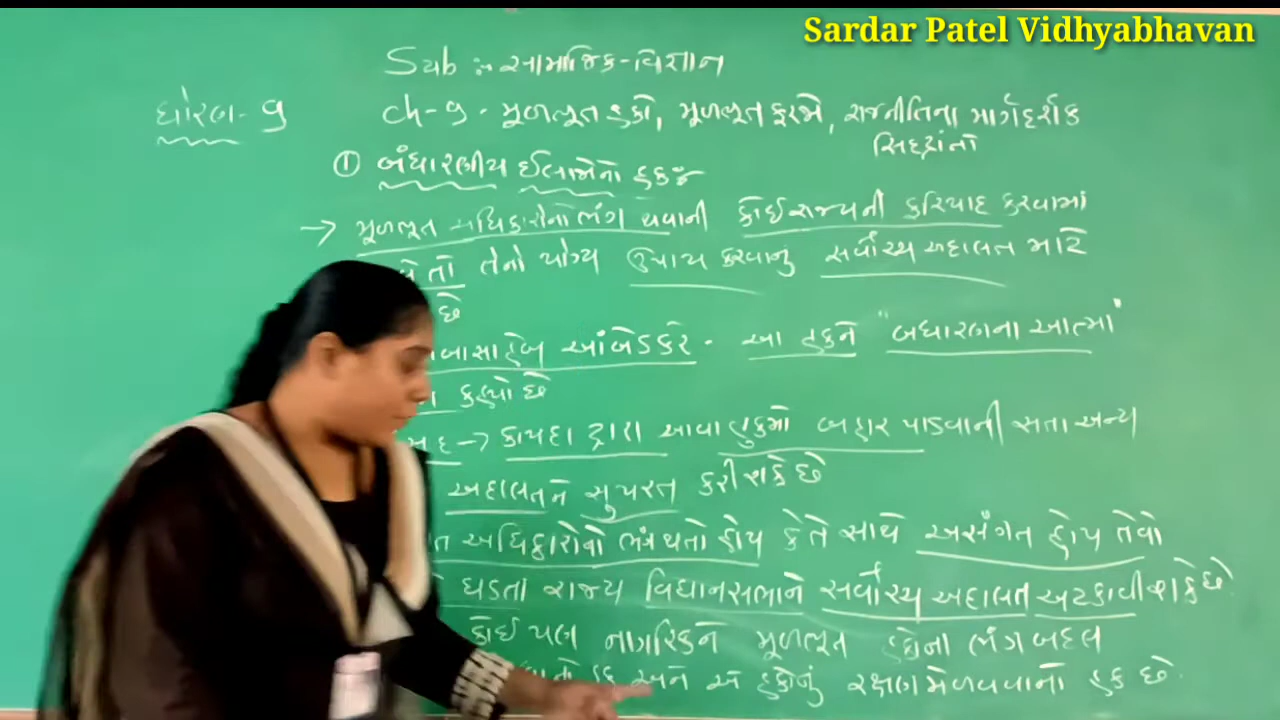 Sardar Patel Vidhyabhavan
Sub :- સામાજિક-વિજ્ઞાન
ધોરણ- 9
ch-9 - મૂળભૂત હકો, મૂળભૂત ફરજો, રાજનીતિના માર્ગદર્શક
સિદ્ધાંતો
① બંધારણીય ઈલાજોનો હક
→ મૂળભૂત અધિકારોનો ભંગ થવાની કોઈ રાજ્યની ફરિયાદ કરવામાં
તો તેનો યોગ્ય ઉપાય કરવાનું સર્વોચ્ચ અદાલત માટે
છે
બાસાહેબ આંબેડકરે - આ હકને "બંધારણના આત્મા"
કહ્યો છે
સદ → કાયદા દ્વારા આવા હુકમો બહાર પાડવાની સતા અન્ય
અદાલતને સુપરત કરી શકે છે
ત અધિકારોનો ભંગ થતો હોય કે તે સાથે અસંગત હોય તેવો
ઘડતા રાજ્ય વિધાનસભાને સર્વોચ્ચ અદાલત અટકાવી શકે છે.
કોઈ પણ નાગરિકને મૂળભૂત હકોના ભંગ બદલ
હક અને એ હકોનું રક્ષણ મેળવવાનો હક છે.